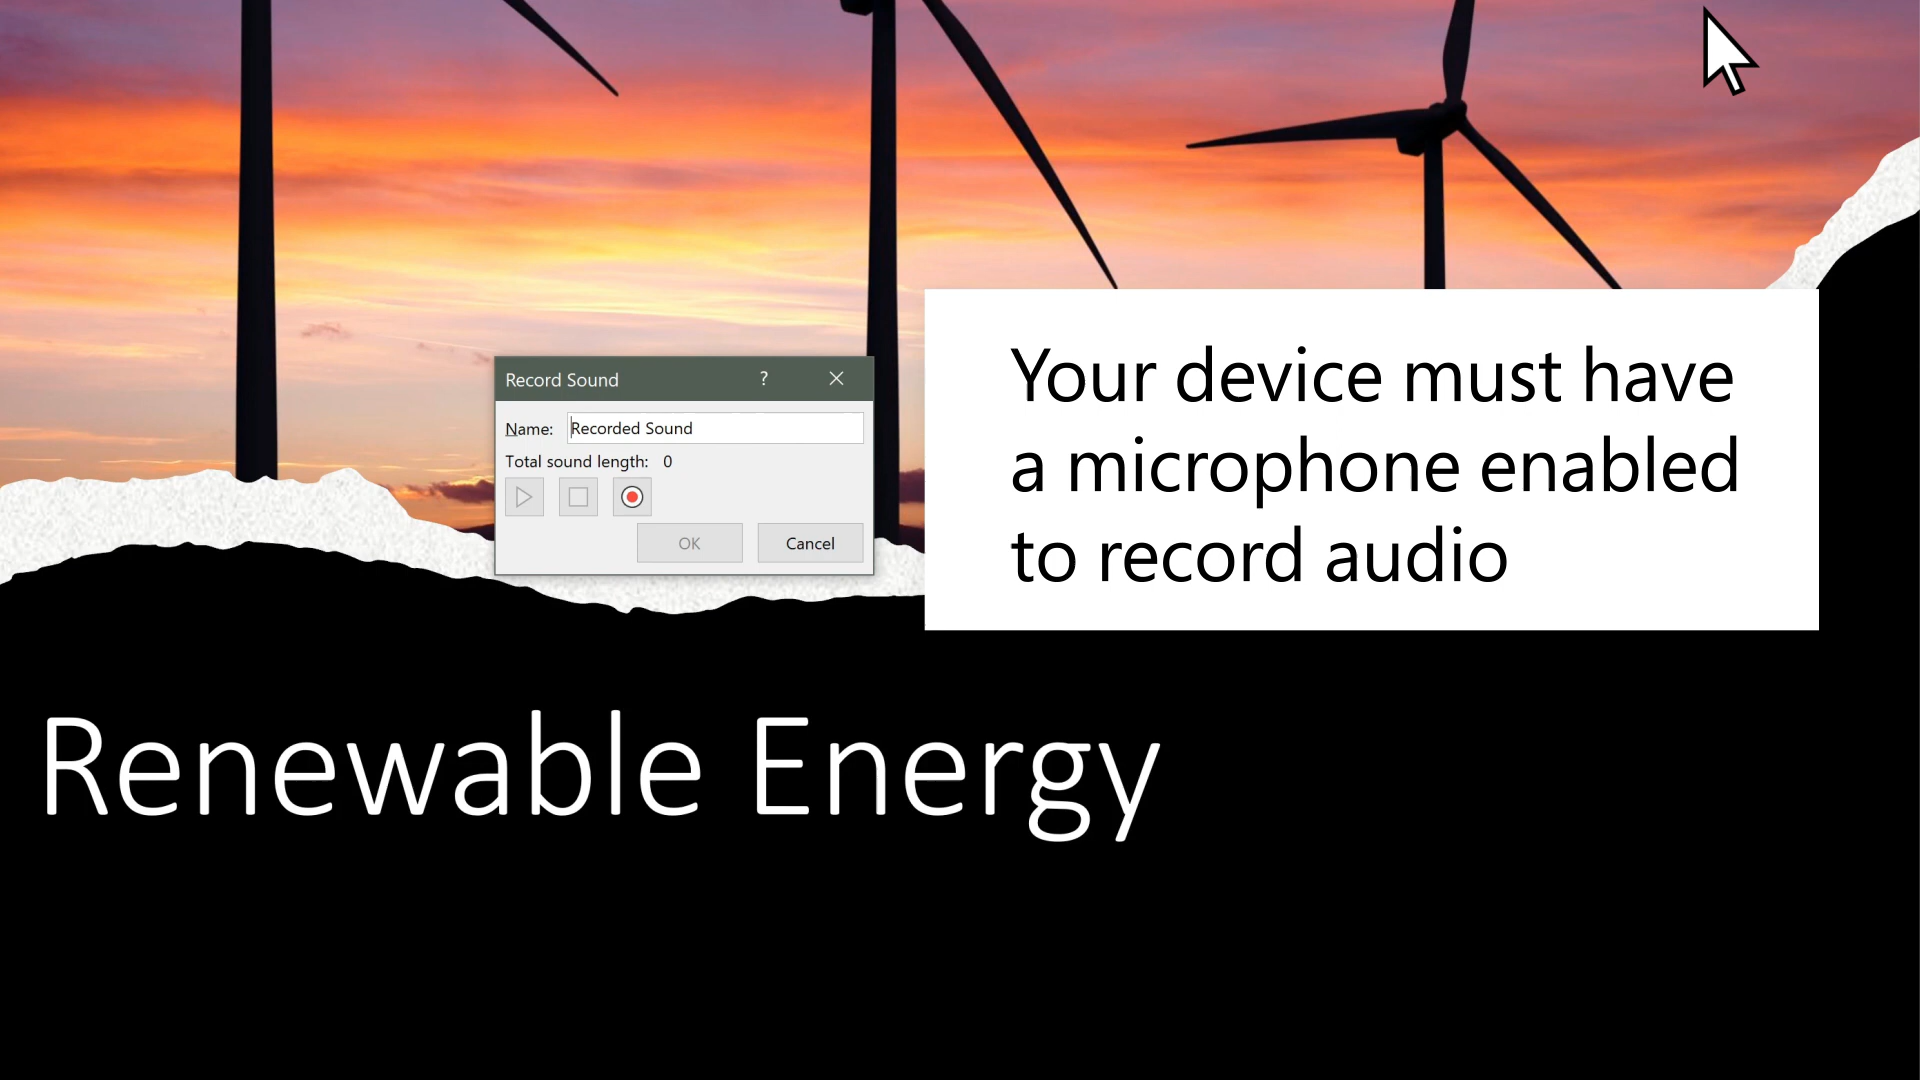 Record Sound ?
Name: Recorded Sound
Total sound length: 0
OK Cancel
Your device must have
a microphone enabled
to record audio
Renewable Energy